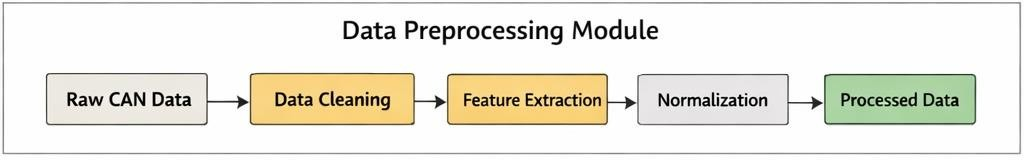 Data Preprocessing Module
Raw CAN Data
Data Cleaning
Feature Extraction
Normalization
Processed Data